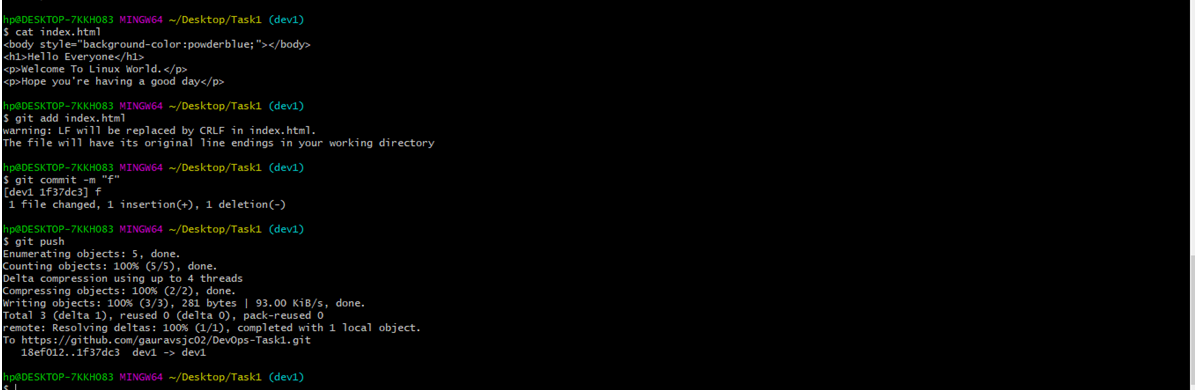 hp@DESKTOP-7KKHO83 MINGW64 ~/Desktop/Task1 (dev1)
$ cat index.html
<body style="background-color:powderblue;"></body>
<h1>Hello Everyone</h1>
<p>Welcome To Linux World.</p>
<p>Hope you're having a good day</p>
hp@DESKTOP-7KKHO83 MINGW64 ~/Desktop/Task1 (dev1)
$ git add index.html
warning: LF will be replaced by CRLF in index.html.
The file will have its original line endings in your working directory
hp@DESKTOP-7KKHO83 MINGW64 ~/Desktop/Task1 (dev1)
$ git commit -m "f"
[dev1 1f37dc3] f
 1 file changed, 1 insertion(+), 1 deletion(-)
hp@DESKTOP-7KKHO83 MINGW64 ~/Desktop/Task1 (dev1)
$ git push
Enumerating objects: 5, done.
Counting objects: 100% (5/5), done.
Delta compression using up to 4 threads
Compressing objects: 100% (2/2), done.
Writing objects: 100% (3/3), 281 bytes | 93.00 KiB/s, done.
Total 3 (delta 1), reused 0 (delta 0), pack-reused 0
remote: Resolving deltas: 100% (1/1), completed with 1 local object.
To https://github.com/gauravsjc02/DevOps-Task1.git
   18ef012..1f37dc3  dev1 -> dev1
hp@DESKTOP-7KKHO83 MINGW64 ~/Desktop/Task1 (dev1)
$